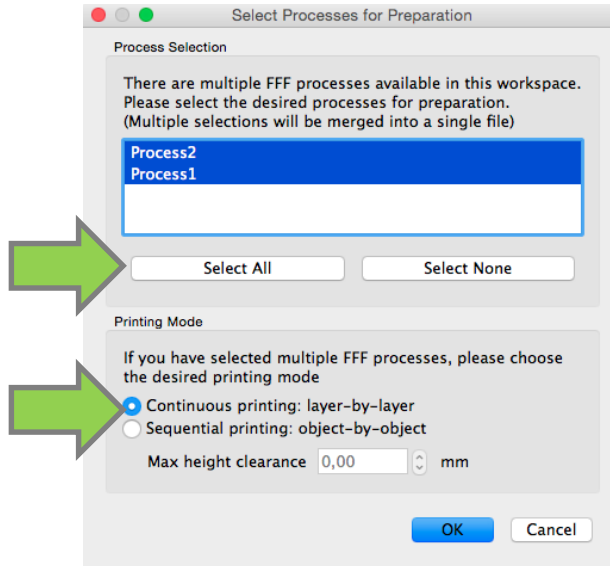 Select Processes for Preparation
Process Selection
There are multiple FFF processes available in this workspace.
Please select the desired processes for preparation.
(Multiple selections will be merged into a single file)
Process2
Process1
Select All
Select None
Printing Mode
If you have selected multiple FFF processes, please choose
the desired printing mode
Continuous printing: layer-by-layer
Sequential printing: object-by-object
Max height clearance 0,00 mm
OK
Cancel